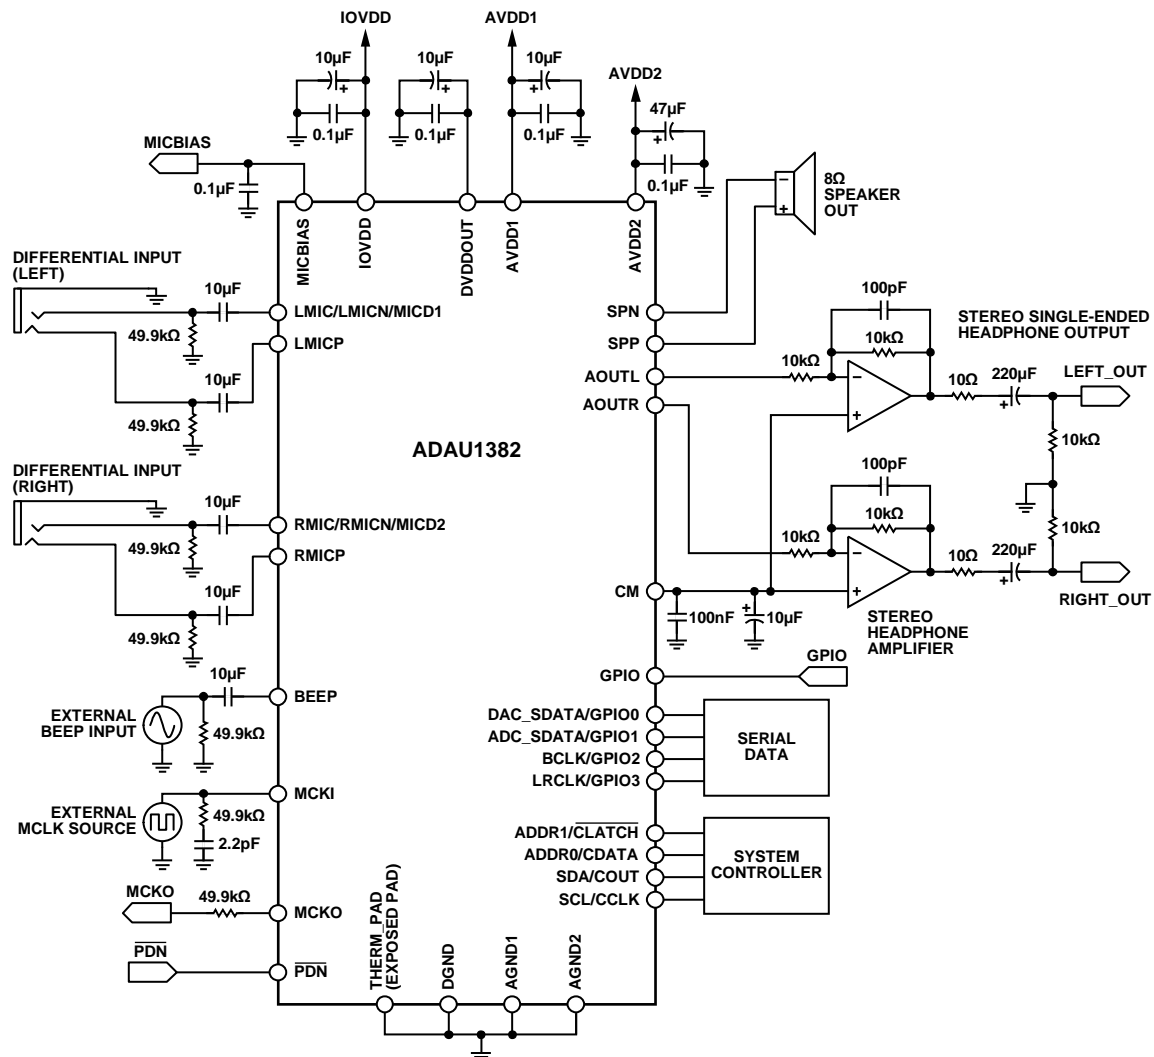 IOVDD
AVDD1
10µF
+
0.1µF
10µF
+
0.1µF
10µF
+
0.1µF
AVDD2
47µF
+
0.1µF
MICBIAS
0.1µF
8Ω
SPEAKER
OUT
−
+
MICBIAS
IOVDD
DVDDOUT
AVDD1
AVDD2
DIFFERENTIAL INPUT
(LEFT)
10µF
49.9kΩ
10µF
49.9kΩ
LMIC/LMICN/MICD1
LMICP
DIFFERENTIAL INPUT
(RIGHT)
10µF
49.9kΩ
10µF
49.9kΩ
RMIC/RMICN/MICD2
RMICP
EXTERNAL
BEEP INPUT
10µF
49.9kΩ
BEEP
EXTERNAL
MCLK SOURCE
49.9kΩ
2.2pF
MCKI
MCKO
49.9kΩ
MCKO
PDN
PDN
ADAU1382
THERM_PAD
(EXPOSED PAD)
DGND
AGND1
AGND2
SPN
SPP
AOUTL
AOUTR
CM
GPIO
DAC_SDATA/GPIO0
ADC_SDATA/GPIO1
BCLK/GPIO2
LRCLK/GPIO3
ADDR1/CLATCH
ADDR0/CDATA
SDA/COUT
SCL/CCLK
100pF
10kΩ
10kΩ
−
+
10Ω
220µF
+
STEREO SINGLE-ENDED
HEADPHONE OUTPUT
LEFT_OUT
10kΩ
100pF
10kΩ
10kΩ
−
+
10Ω
220µF
+
10kΩ
RIGHT_OUT
STEREO
HEADPHONE
AMPLIFIER
100nF
+
10µF
GPIO
SERIAL
DATA
SYSTEM
CONTROLLER